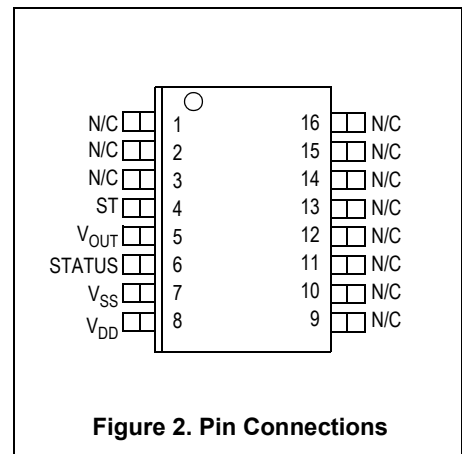 N/C 1 16 N/C
N/C 2 15 N/C
N/C 3 14 N/C
ST 4 13 N/C
VOUT 5 12 N/C
STATUS 6 11 N/C
VSS 7 10 N/C
VDD 8 9 N/C
Figure 2. Pin Connections